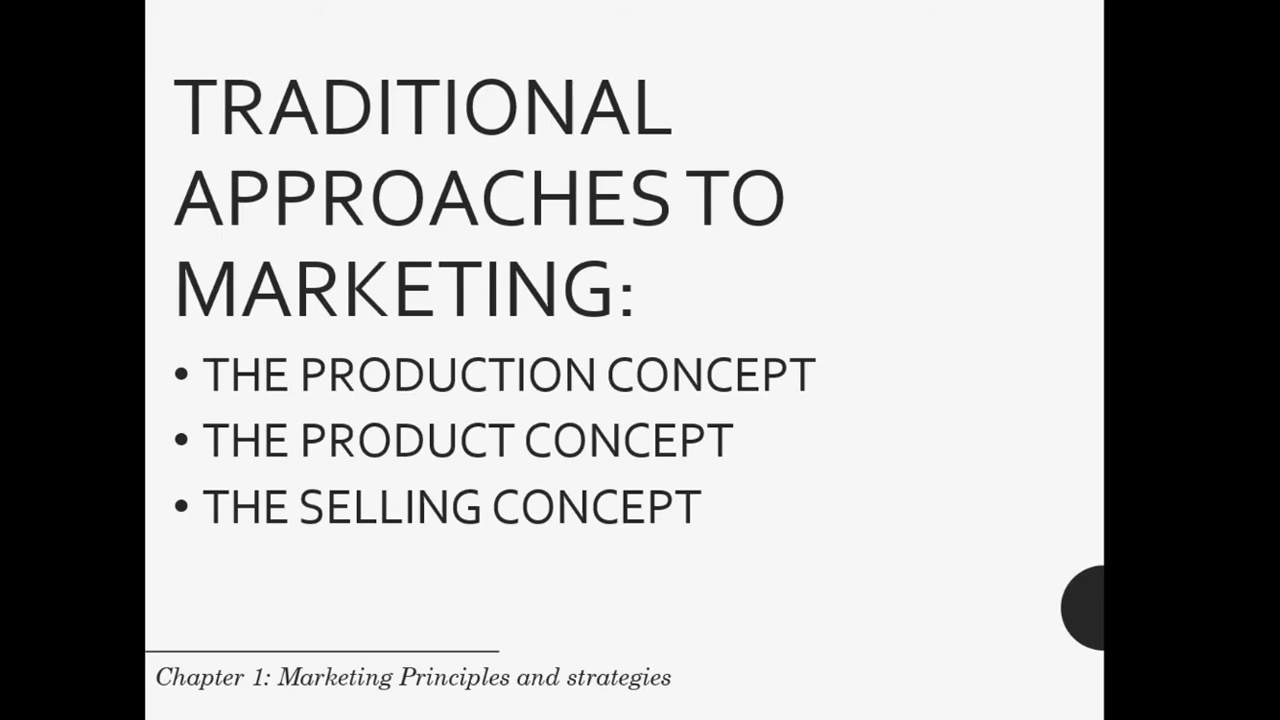 TRADITIONAL
APPROACHES TO
MARKETING:
• THE PRODUCTION CONCEPT
• THE PRODUCT CONCEPT
• THE SELLING CONCEPT
Chapter 1: Marketing Principles and strategies